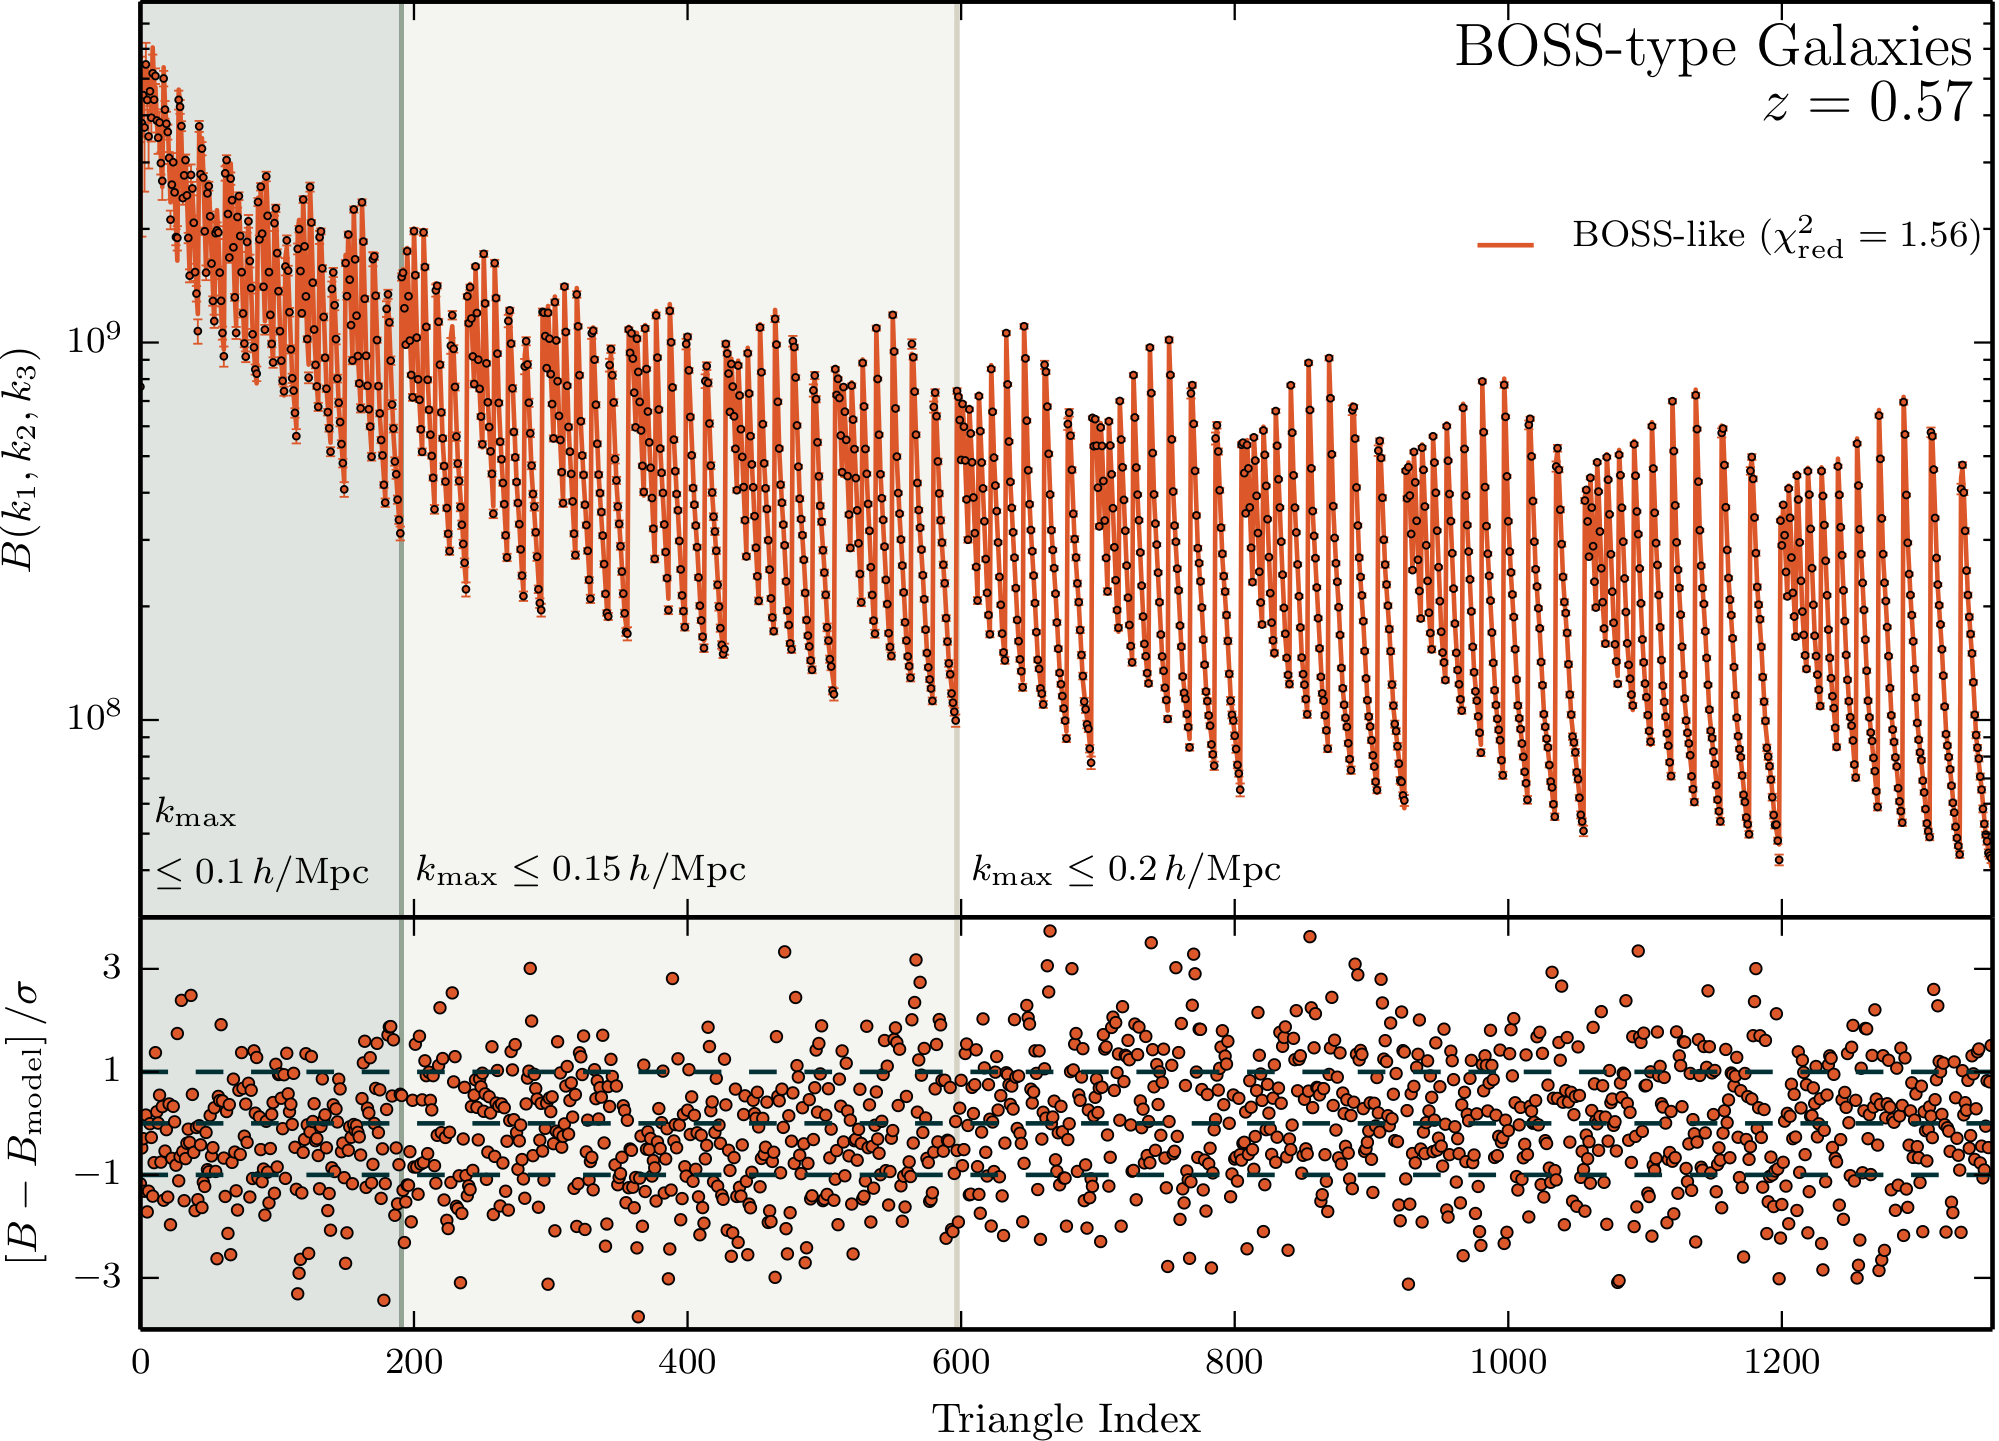 BOSS-type Galaxies
z = 0.57
BOSS-like (χ²_red = 1.56)
10⁹
10⁸
B(k₁, k₂, k₃)
k_max
≤ 0.1 h/Mpc
k_max ≤ 0.15 h/Mpc
k_max ≤ 0.2 h/Mpc
3
1
−1
−3
[B − B_model] /σ
0 200 400 600 800 1000 1200
Triangle Index